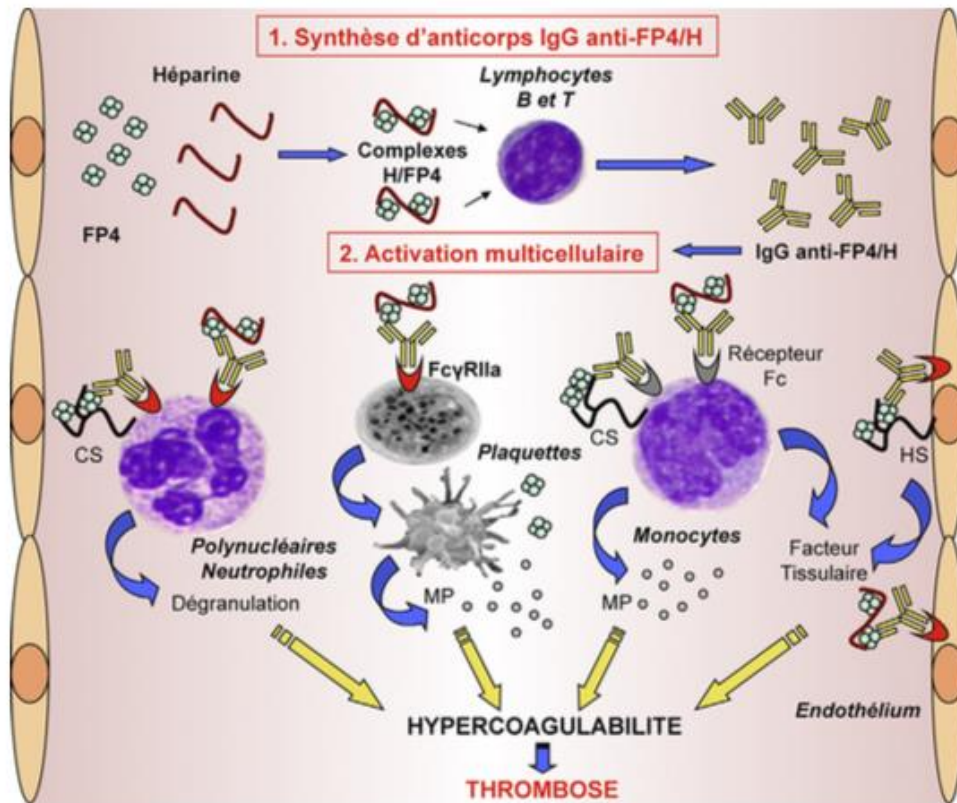 1. Synthèse d'anticorps IgG anti-FP4/H
Héparine
Lymphocytes
B et T
Complexes
H/FP4
FP4
IgG anti-FP4/H
2. Activation multicellulaire
FcγRIIa
Récepteur
Fc
CS
Plaquettes
CS
HS
Polynucléaires
Neutrophiles
Monocytes
Facteur
Tissulaire
Dégranulation
MP
MP
HYPERCOAGULABILITE
Endothélium
THROMBOSE